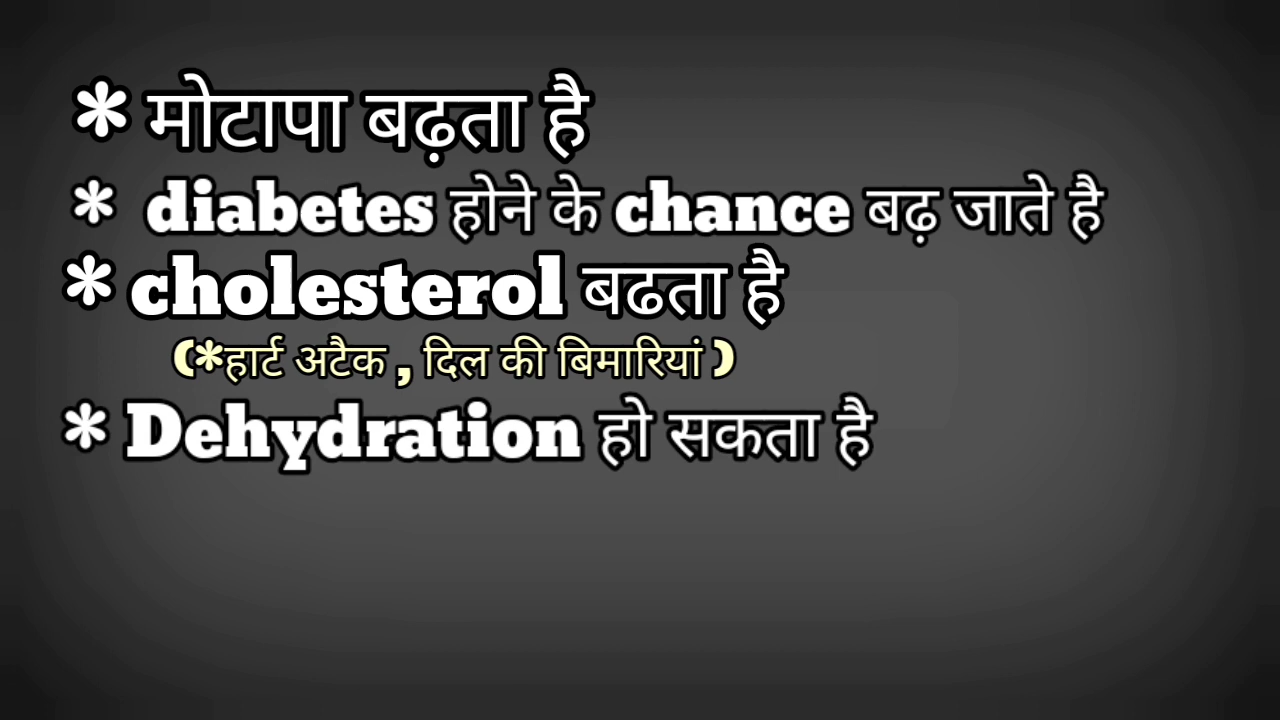 * मोटापा बढ़ता है
* diabetes होने के chance बढ़ जाते है
* cholesterol बढता है
(*हार्ट अटैक , दिल की बिमारियां )
* Dehydration हो सकता है